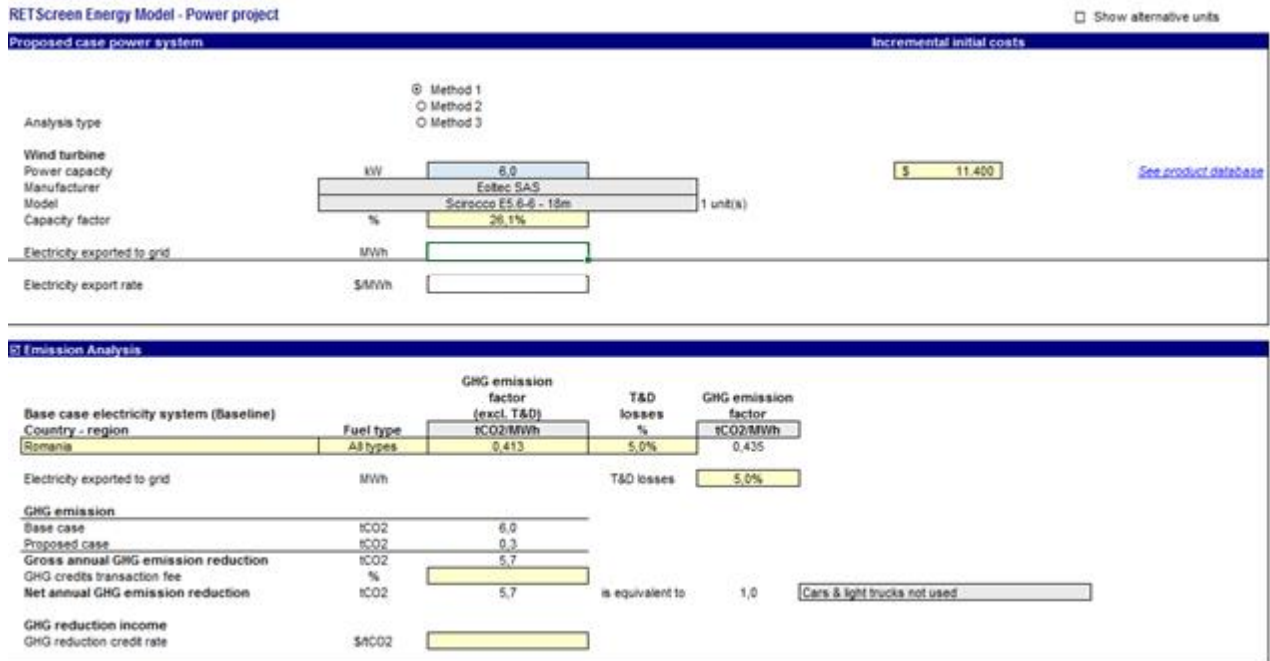 RETScreen Energy Model - Power project
Show alternative units
Proposed case power system Incremental initial costs
Method 1
Method 2
Analysis type Method 3
Wind turbine
Power capacity kW 6,0 $ 11.400 See product database
Manufacturer Eoltec SAS
Model Scirocco E5.6-6 - 18m 1 unit(s)
Capacity factor % 26,1%
Electricity exported to grid MWh
Electricity export rate $/MWh
Emission Analysis
GHG emission
factor T&D GHG emission
Base case electricity system (Baseline) (excl. T&D) losses factor
Country - region Fuel type tCO2/MWh % tCO2/MWh
Romania All types 0,413 5,0% 0,435
Electricity exported to grid MWh T&D losses 5,0%
GHG emission
Base case tCO2 6,0
Proposed case tCO2 0,3
Gross annual GHG emission reduction tCO2 5,7
GHG credits transaction fee %
Net annual GHG emission reduction tCO2 5,7 is equivalent to 1,0 Cars & light trucks not used
GHG reduction income
GHG reduction credit rate $/tCO2